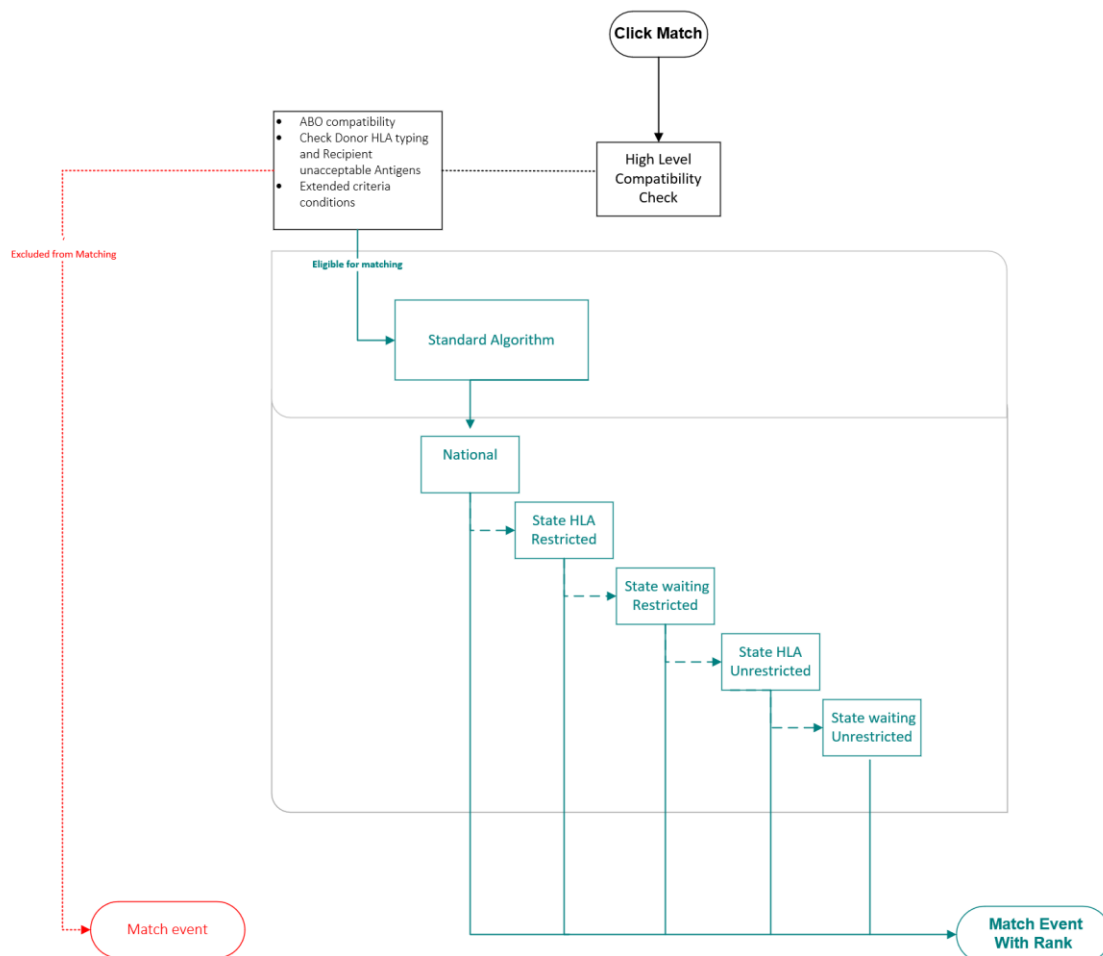 Click Match
• ABO compatibility
• Check Donor HLA typing
and Recipient
unacceptable Antigens
• Extended criteria
conditions
High Level
Compatibility
Check
Excluded from Matching
Eligible for matching
Standard Algorithm
National
State HLA
Restricted
State waiting
Restricted
State HLA
Unrestricted
State waiting
Unrestricted
Match event
Match Event
With Rank